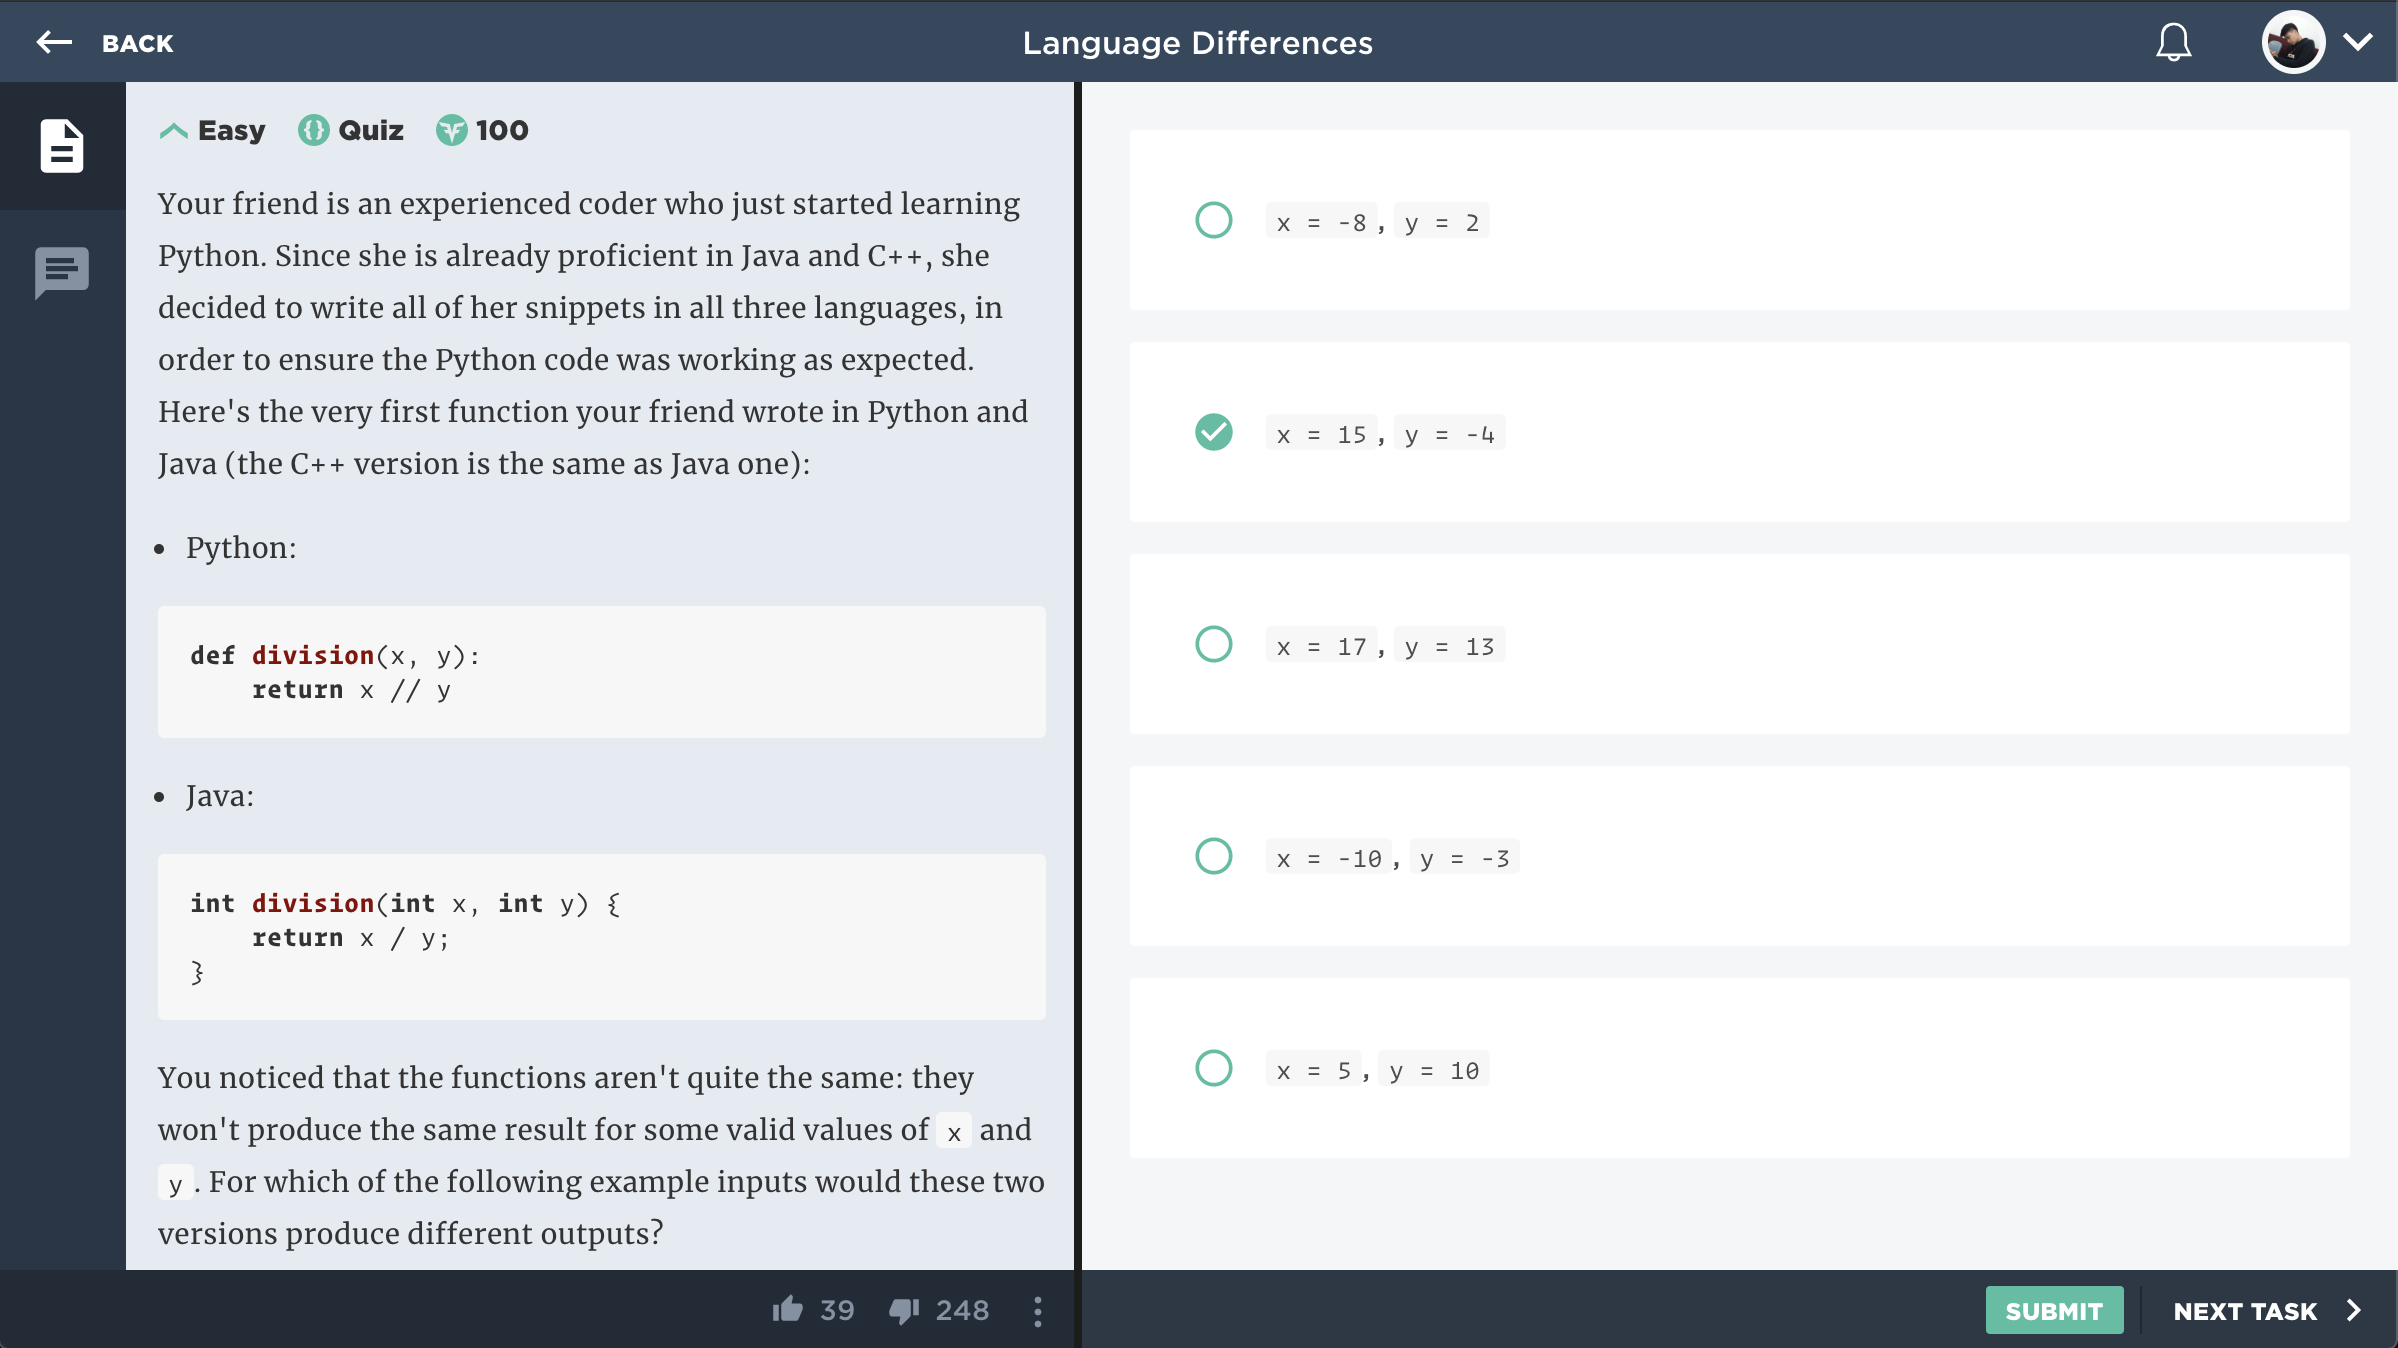 BACK
Language Differences
Easy Quiz 100
Your friend is an experienced coder who just started learning
Python. Since she is already proficient in Java and C++, she
decided to write all of her snippets in all three languages, in
order to ensure the Python code was working as expected.
Here's the very first function your friend wrote in Python and
Java (the C++ version is the same as Java one):
• Python:
def division(x, y):
    return x // y
• Java:
int division(int x, int y) {
    return x / y;
}
You noticed that the functions aren't quite the same: they
won't produce the same result for some valid values of x and
y. For which of the following example inputs would these two
versions produce different outputs?
39 248
x = -8, y = 2
x = 15, y = -4
x = 17, y = 13
x = -10, y = -3
x = 5, y = 10
SUBMIT
NEXT TASK